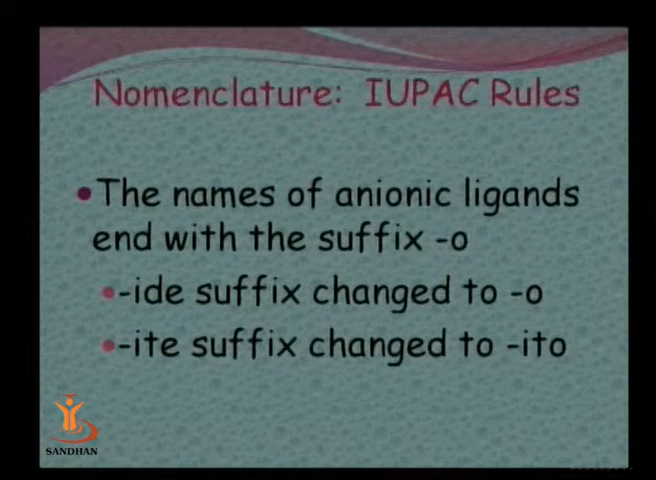 Nomenclature: IUPAC Rules
•The names of anionic ligands
end with the suffix -o
•-ide suffix changed to -o
•-ite suffix changed to -ito
SANDHAN